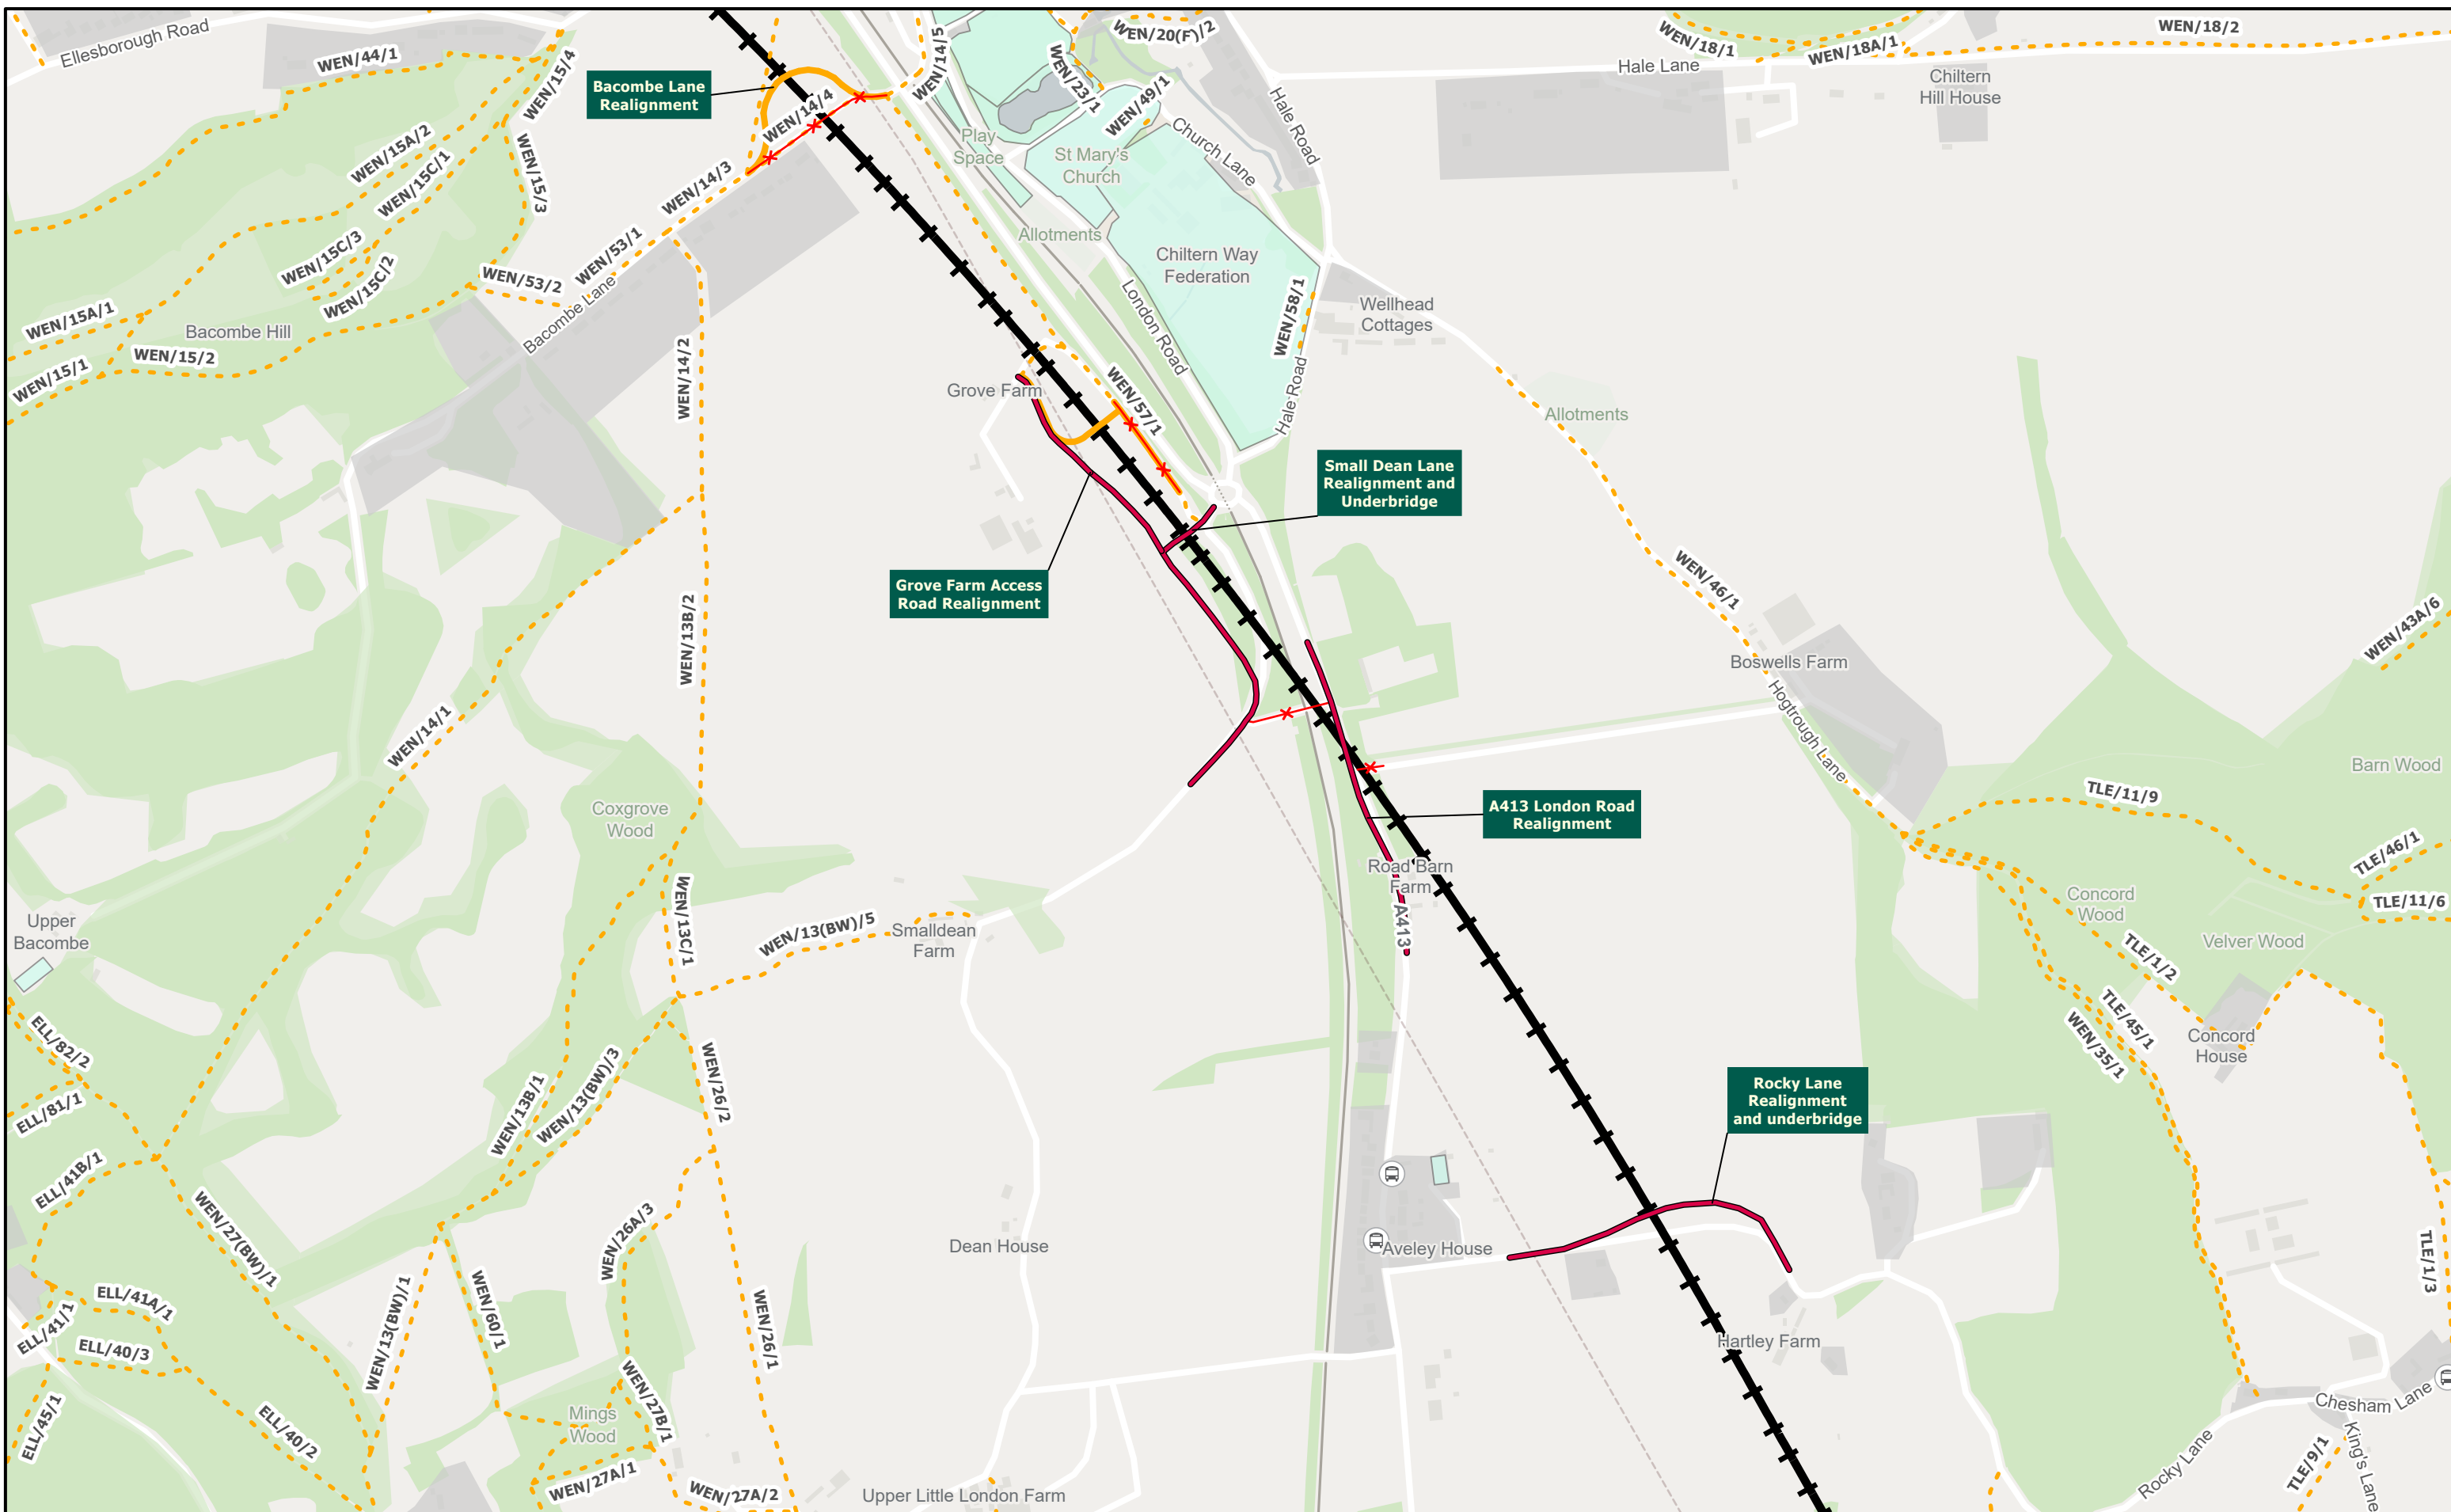 Ellesborough Road
WEN/44/1
WEN/15/4
Bacombe Lane
Realignment
WEN/14/4
WEN/14/5
WEN/23/1
WEN/20(F)/2
WEN/49/1
Hale Road
Church Lane
WEN/18/1
WEN/18A/1
WEN/18/2
Hale Lane
Chiltern
Hill House
WEN/15A/2
WEN/15C/1
WEN/15/3
WEN/14/3
Play
Space
St Mary's
Church
Allotments
Chiltern Way
Federation
WEN/15C/3
WEN/15C/2
WEN/53/2
WEN/53/1
Bacombe Lane
London Road
WEN/58/1
Wellhead
Cottages
WEN/15A/1
Bacombe Hill
WEN/15/2
WEN/15/1
WEN/14/2
Grove Farm
WEN/57/1
Hale Road
Allotments
Small Dean Lane
Realignment and
Underbridge
Grove Farm Access
Road Realignment
WEN/46/1
WEN/13B/2
WEN/43A/6
Boswells Farm
Hogtrough Lane
WEN/14/1
Coxgrove
Wood
A413 London Road
Realignment
Barn Wood
TLE/11/9
TLE/46/1
TLE/11/6
Road Barn
Farm
A413
Concord
Wood
Velver Wood
TLE/1/2
Upper
Bacombe
WEN/13C/1
WEN/13(BW)/5
Smalldean
Farm
TLE/45/1
WEN/35/1
Concord
House
ELL/82/2
ELL/81/1
WEN/13B/1
WEN/13(BW)/3
WEN/26/2
Rocky Lane
Realignment
and underbridge
ELL/41B/1
WEN/27(BW)/1
WEN/26A/3
Dean House
Aveley House
TLE/1/3
ELL/41A/1
ELL/41/1
ELL/40/3
WEN/13(BW)/1
WEN/60/1
WEN/26/1
Hartley Farm
ELL/45/1
ELL/40/2
Mings
Wood
WEN/27B/1
WEN/27A/1
WEN/27A/2
Upper Little London Farm
Chesham Lane
Rocky Lane
TLE/9/1
King's Lane